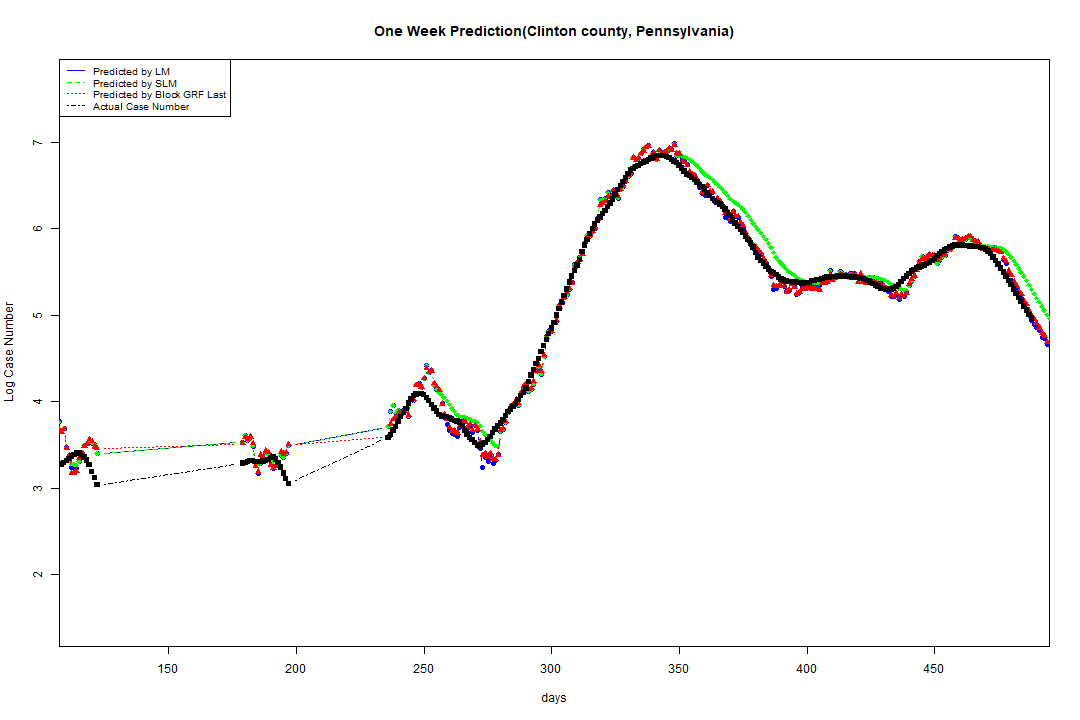 One Week Prediction(Clinton county, Pennsylvania)
Predicted by LM
Predicted by SLM
Predicted by Block GRF Last
Actual Case Number
Log Case Number
7
6
5
4
3
2
150 200 250 300 350 400 450
days